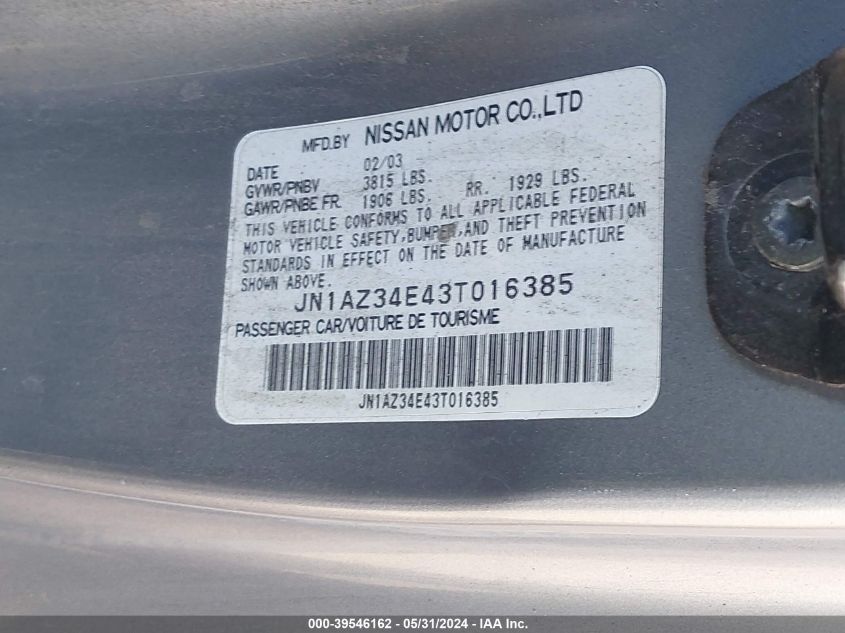 MFD.BY NISSAN MOTOR CO.,LTD
DATE 02/03
GVWR/PNBV 3815 LBS.
GAWR/PNBE FR. 1906 LBS. RR. 1929 LBS.
THIS VEHICLE CONFORMS TO ALL APPLICABLE FEDERAL
MOTOR VEHICLE SAFETY,BUMPER,AND THEFT PREVENTION
STANDARDS IN EFFECT ON THE DATE OF MANUFACTURE
SHOWN ABOVE.
JN1AZ34E43T016385
PASSENGER CAR/VOITURE DE TOURISME
JN1AZ34E43T016385
000-39546162 - 05/31/2024 - IAA Inc.